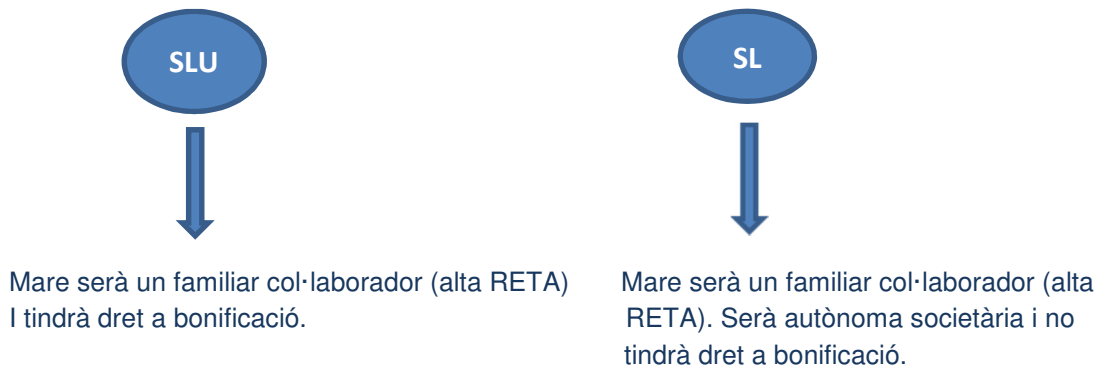 SLU
SL
Mare serà un familiar col·laborador (alta RETA)
I tindrà dret a bonificació.
Mare serà un familiar col·laborador (alta
RETA). Serà autònoma societària i no
tindrà dret a bonificació.